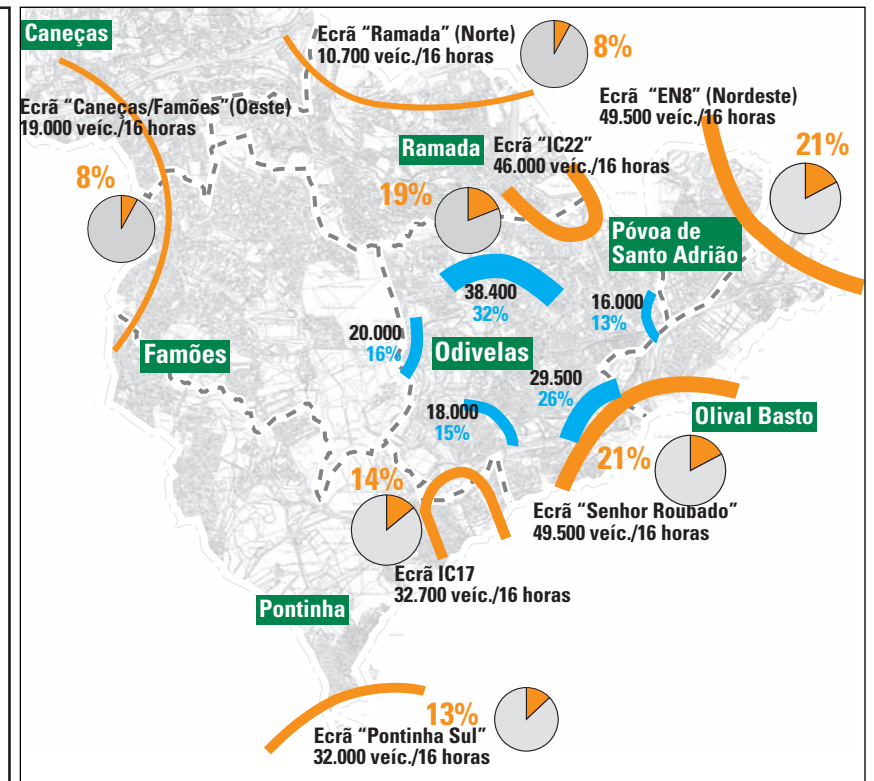 Caneças
Ecrã “Ramada” (Norte)
10.700 veíc./16 horas
8%
Ecrã “Caneças/Famões”(Oeste)
19.000 veíc./16 horas
8%
Ecrã “EN8” (Nordeste)
49.500 veíc./16 horas
21%
Ramada
Ecrã “IC22”
46.000 veíc./16 horas
19%
Póvoa de
Santo Adrião
38.400
32%
16.000
13%
20.000
16%
Famões
Odivelas
29.500
26%
18.000
15%
Olival Basto
21%
Ecrã “Senhor Roubado”
49.500 veíc./16 horas
14%
Ecrã IC17
32.700 veíc./16 horas
Pontinha
13%
Ecrã “Pontinha Sul”
32.000 veíc./16 horas